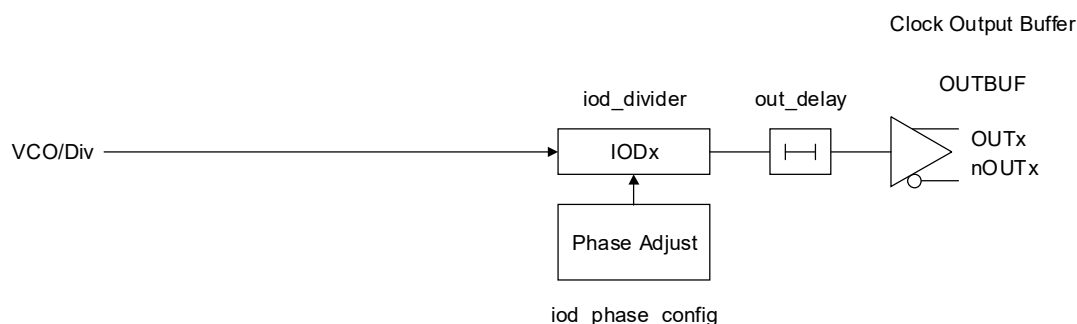 Clock Output Buffer
OUTBUF
iod_divider
out_delay
VCO/Div
IODx
OUTx
nOUTx
Phase Adjust
iod_phase_config